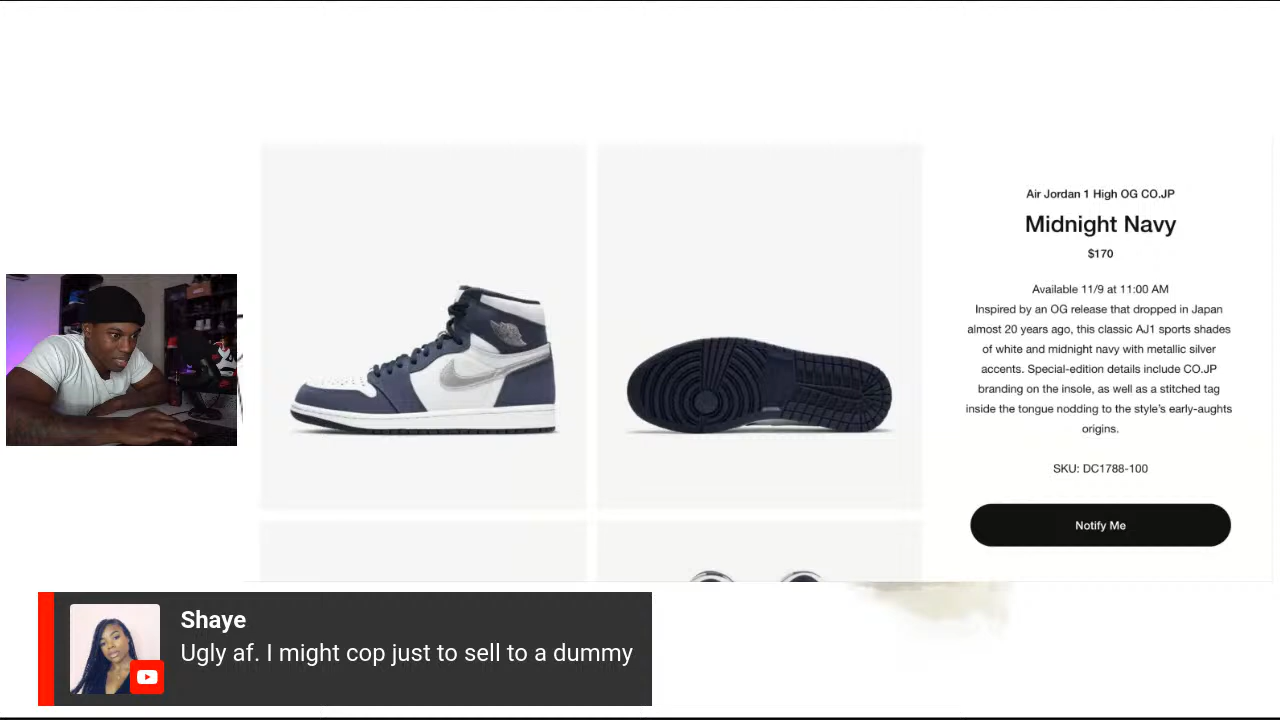 Air Jordan 1 High OG CO.JP
Midnight Navy
$170
Available 11/9 at 11:00 AM
Inspired by an OG release that dropped in Japan
almost 20 years ago, this classic AJ1 sports shades
of white and midnight navy with metallic silver
accents. Special-edition details include CO.JP
branding on the insole, as well as a stitched tag
inside the tongue nodding to the style's early-aughts
origins.
SKU: DC1788-100
Notify Me
Shaye
Ugly af. I might cop just to sell to a dummy